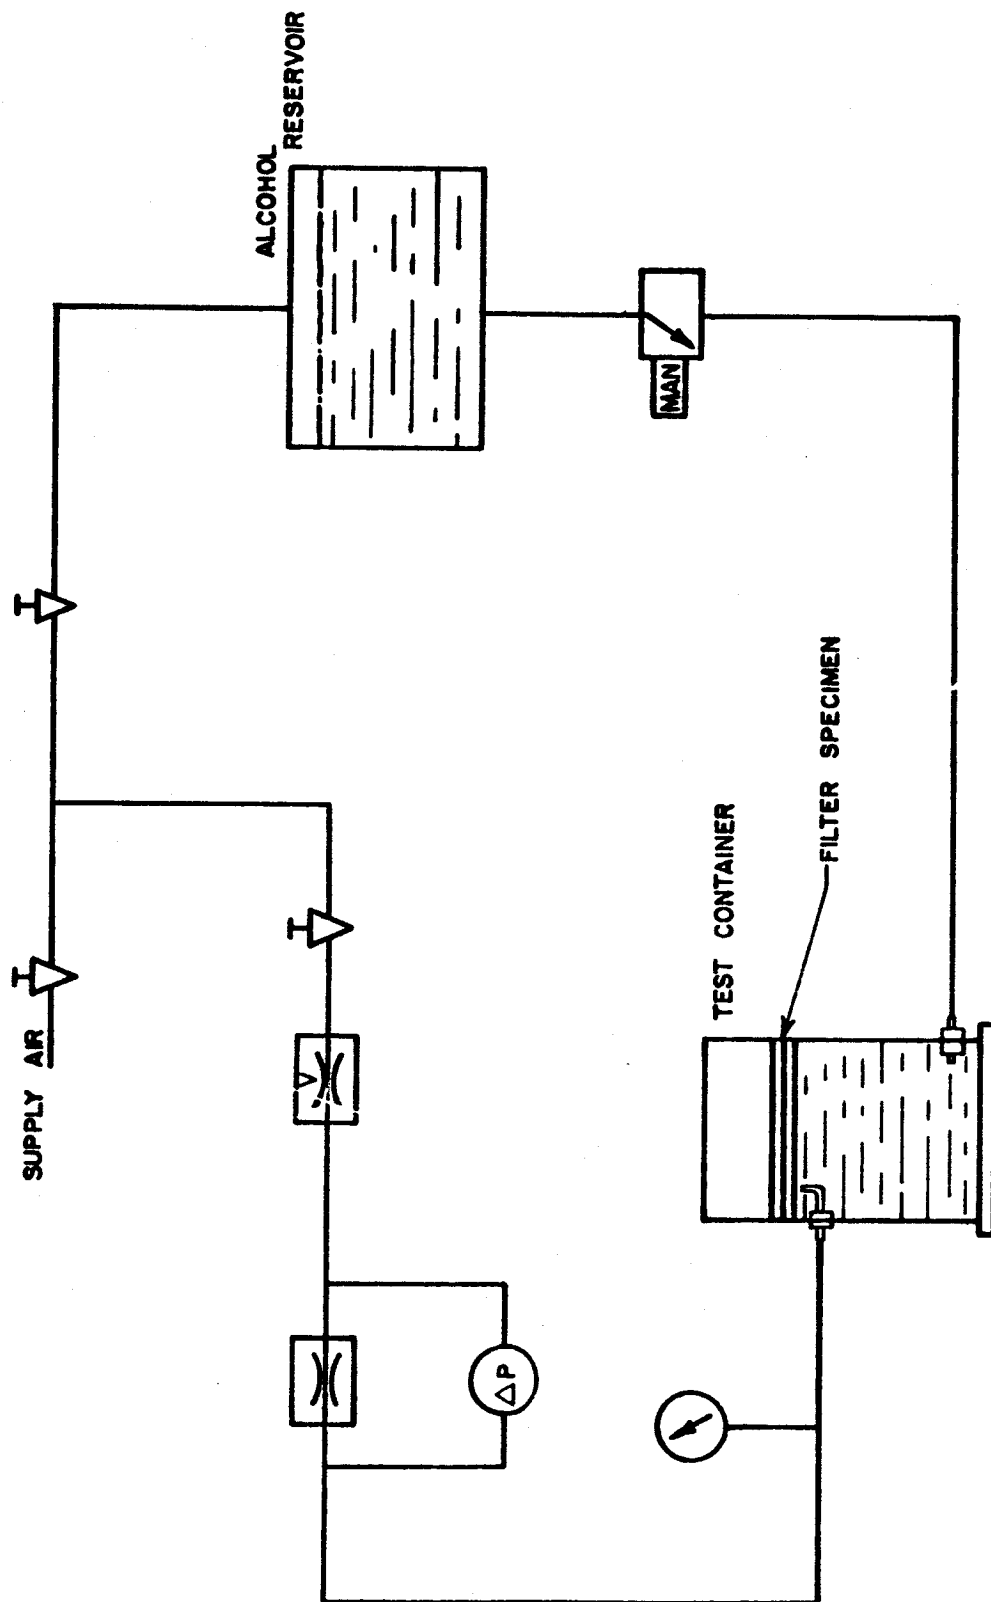 SUPPLY AIR
ALCOHOL
RESERVOIR
V
ΔP
MAN
TEST CONTAINER
FILTER SPECIMEN